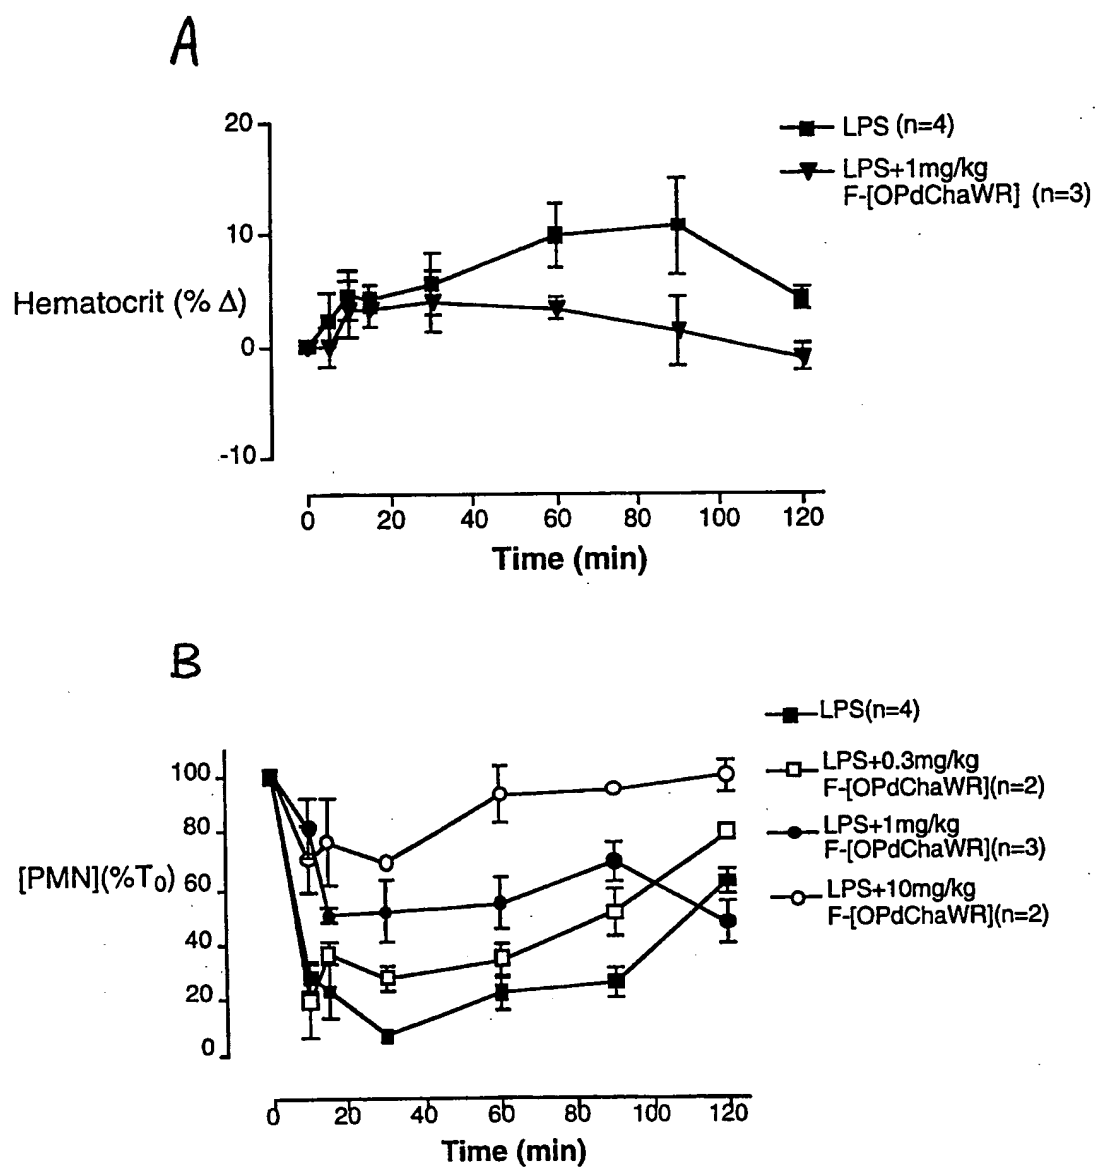 A
20
10
Hematocrit (% Δ)
0
-10
LPS (n=4)
LPS+1mg/kg
F-[OPdChaWR] (n=3)
0 20 40 60 80 100 120
Time (min)
B
100
80
[PMN](%T0)
60
40
20
0
LPS(n=4)
LPS+0.3mg/kg
F-[OPdChaWR](n=2)
LPS+1mg/kg
F-[OPdChaWR](n=3)
LPS+10mg/kg
F-[OPdChaWR](n=2)
0 20 40 60 80 100 120
Time (min)